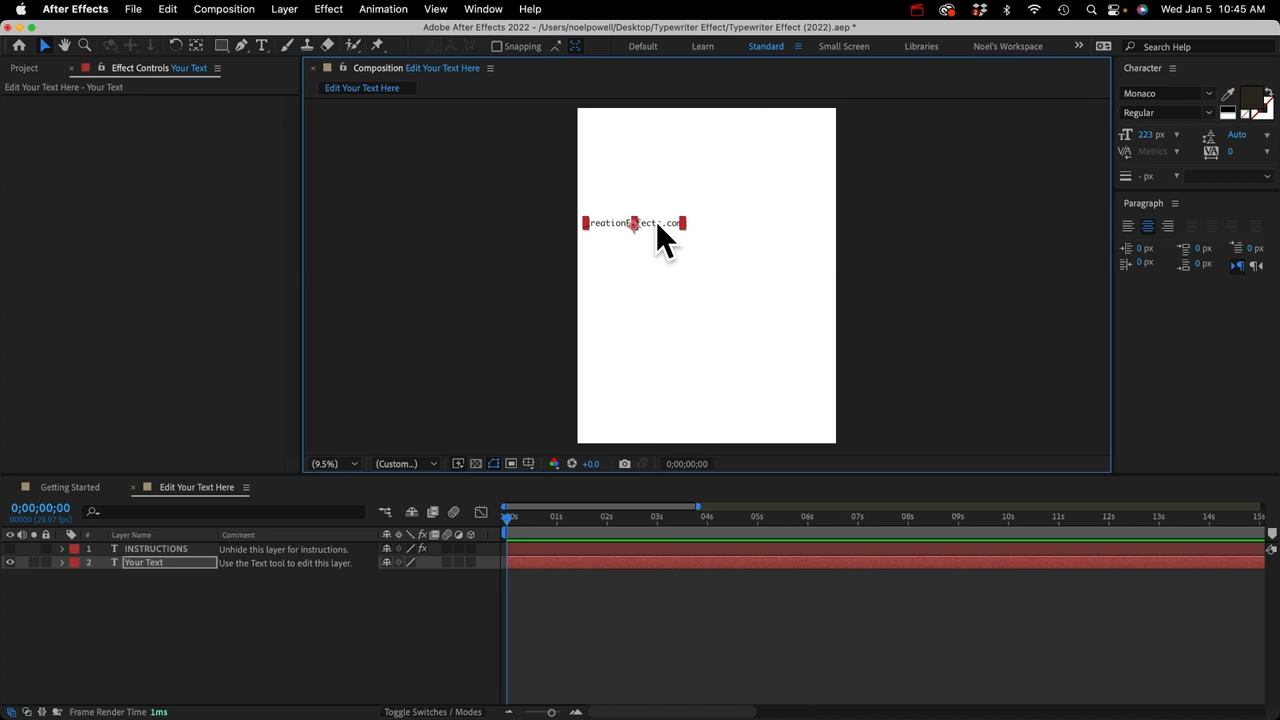 After Effects File Edit Composition Layer Effect Animation View Window Help Wed Jan 5 10:45 AM
Adobe After Effects 2022 - /Users/noelpowell/Desktop/Typewriter Effect/Typewriter Effect (2022).aep *
Snapping Default Learn Standard Small Screen Libraries Noel's Workspace Search Help
Project Effect Controls Your Text Composition Edit Your Text Here Character
Edit Your Text Here - Your Text Edit Your Text Here
Monaco
Regular
223 px Auto
Metrics 0
- px
Paragraph
0 px 0 px 0 px
0 px 0 px
(9.5%) (Custom...) +0.0 0;00;00;00
Getting Started Edit Your Text Here
0;00;00;00
00000 (29.97 fps)
01s 02s 03s 04s 05s 06s 07s 08s 09s 10s 11s 12s 13s 14s 15s
# Layer Name Comment
1 T INSTRUCTIONS Unhide this layer for instructions.
2 T Your Text Use the Text tool to edit this layer.
Frame Render Time 1ms Toggle Switches / Modes